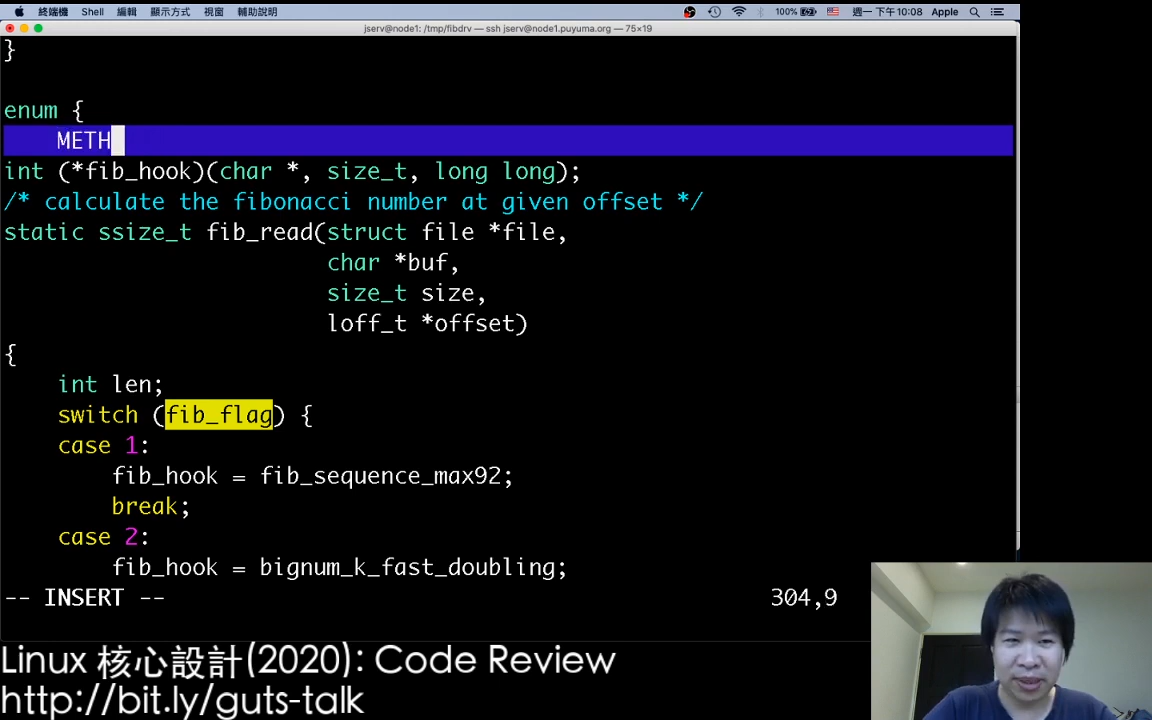 終端機 Shell 編輯 顯示方式 視窗 輔助說明 100% 週一 下午10:08 Apple
jserv@node1: /tmp/fibdrv — ssh jserv@node1.puyuma.org — 75×19
}
enum {
    METH
int (*fib_hook)(char *, size_t, long long);
/* calculate the fibonacci number at given offset */
static ssize_t fib_read(struct file *file,
                        char *buf,
                        size_t size,
                        loff_t *offset)
{
    int len;
    switch (fib_flag) {
    case 1:
        fib_hook = fib_sequence_max92;
        break;
    case 2:
        fib_hook = bignum_k_fast_doubling;
-- INSERT -- 304,9
Linux 核心設計(2020): Code Review
http://bit.ly/guts-talk